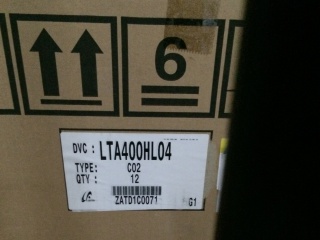 6
DVC : LTA400HL04
TYPE: C02
QTY : 12
ZATD1C0071
G1